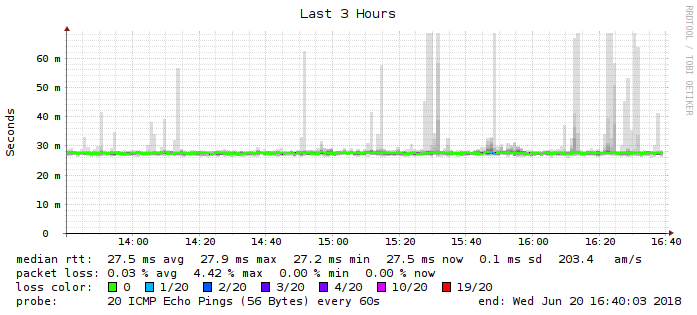 Last 3 Hours
RRDTOOL / TOBI OETIKER
Seconds
60 m
50 m
40 m
30 m
20 m
10 m
0
14:00 14:20 14:40 15:00 15:20 15:40 16:00 16:20 16:40
median rtt: 27.5 ms avg 27.9 ms max 27.2 ms min 27.5 ms now 0.1 ms sd 203.4 am/s
packet loss: 0.03 % avg 4.42 % max 0.00 % min 0.00 % now
loss color: 0 1/20 2/20 3/20 4/20 10/20 19/20
probe: 20 ICMP Echo Pings (56 Bytes) every 60s end: Wed Jun 20 16:40:03 2018